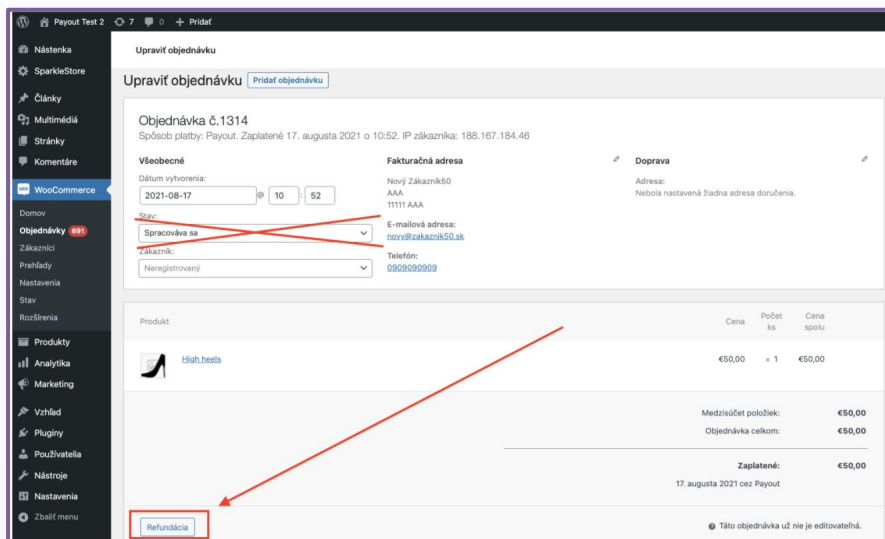 Payout Test 2 7 0 + Pridať
Nástenka
SparkleStore
Články
Multimédiá
Stránky
Komentáre
WooCommerce
Domov
Objednávky 691
Zákazníci
Prehľady
Nastavenia
Stav
Rozšírenia
Produkty
Analytika
Marketing
Vzhľad
Pluginy
Používatelia
Nástroje
Nastavenia
Zbaliť menu
Upraviť objednávku
Upraviť objednávku Pridať objednávku
Objednávka č.1314
Spôsob platby: Payout. Zaplatené 17. augusta 2021 o 10:52. IP zákazníka: 188.167.184.46
Všeobecné
Dátum vytvorenia:
2021-08-17 @ 10 : 52
Stav:
Spracováva sa
Zákazník:
Neregistrovaný
Fakturačná adresa
Nový Zákazník50
AAA
11111 AAA
E-mailová adresa:
novy@zakaznik50.sk
Telefón:
0909090909
Doprava
Adresa:
Nebola nastavená žiadna adresa doručenia.
Produkt Cena Počet ks Cena spolu
High heels €50,00 × 1 €50,00
Medzisúčet položiek: €50,00
Objednávka celkom: €50,00
Zaplatené: €50,00
17. augusta 2021 cez Payout
Refundácia
Táto objednávka už nie je editovateľná.